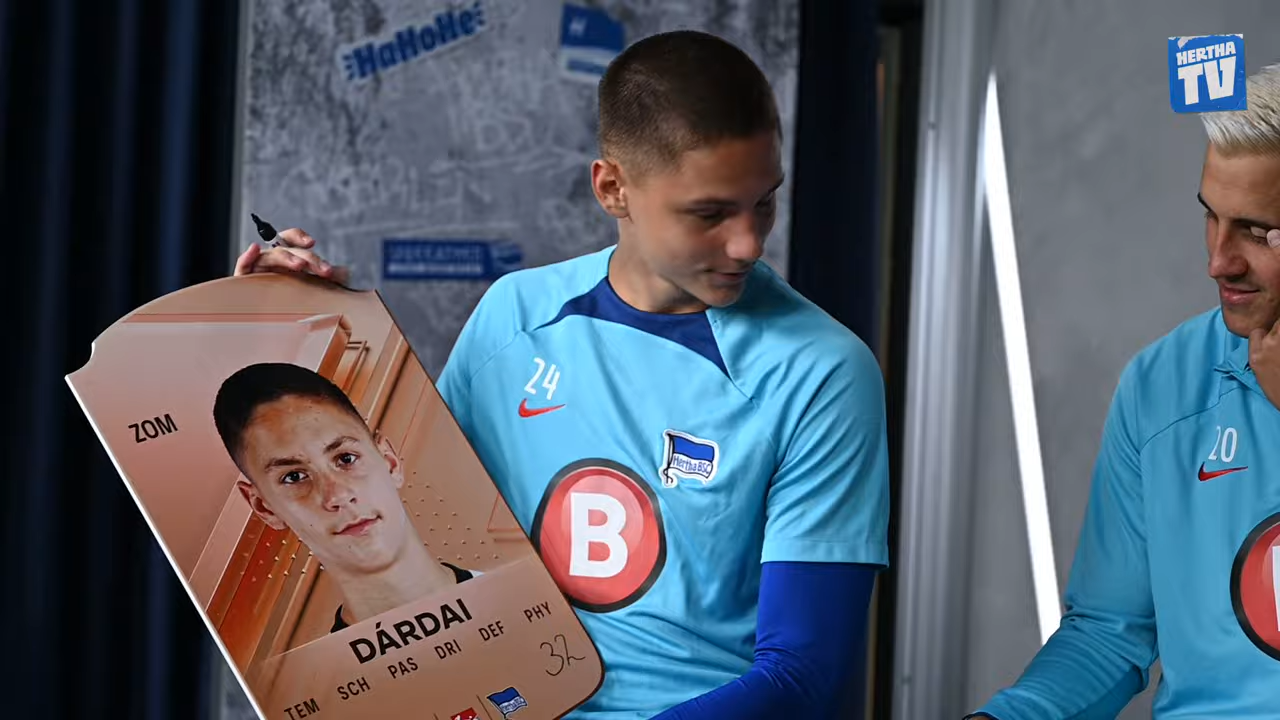 HaHoHe
HERTHA
TV
24
Hertha BSC
20
ZOM
B
DÁRDAI
TEM SCH PAS DRI DEF PHY
32